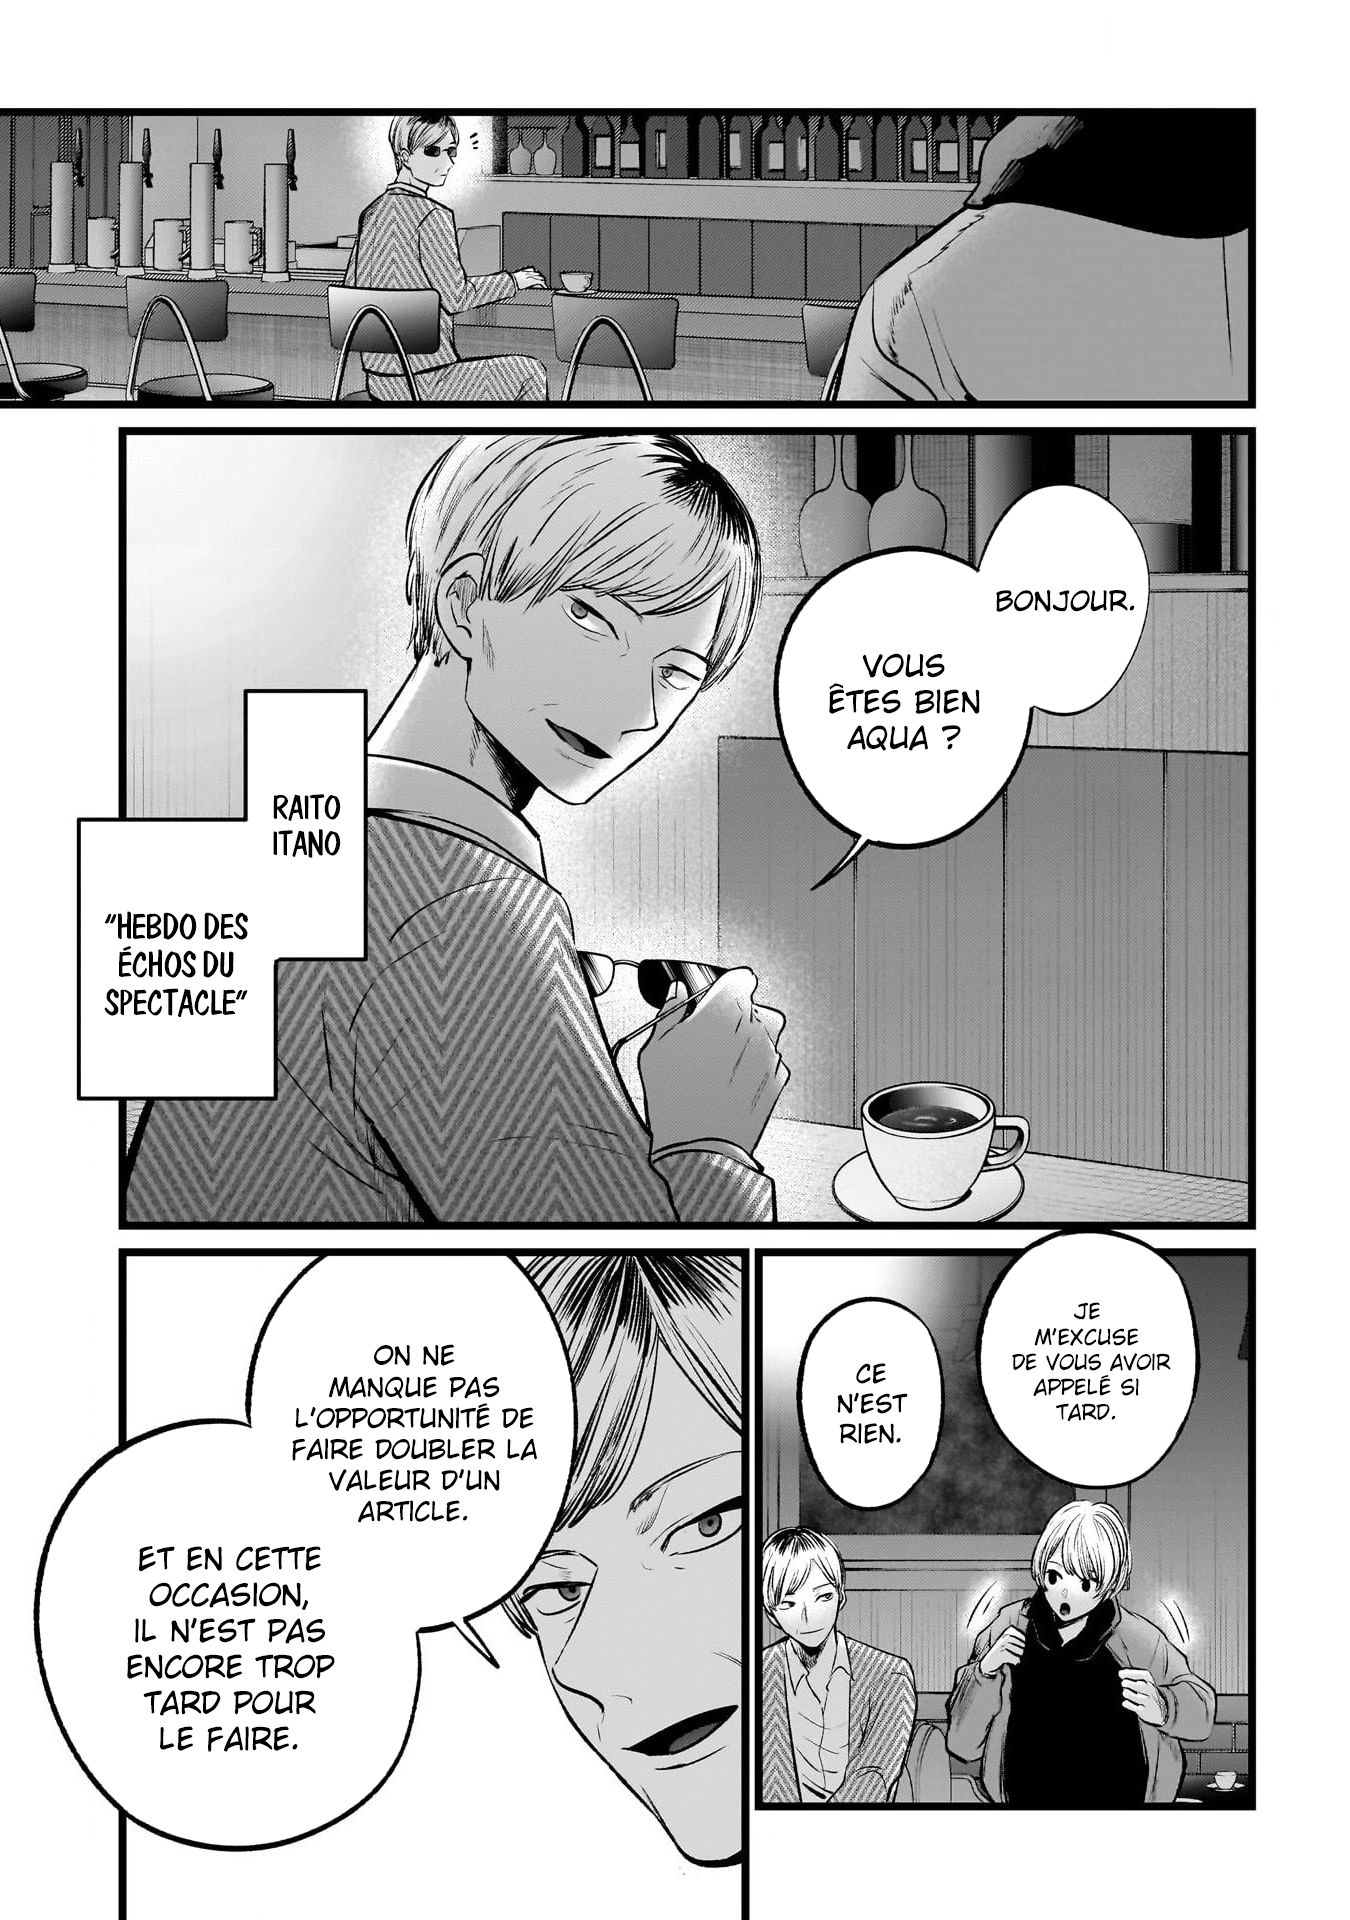 BONJOUR.
VOUS
ÊTES BIEN
AQUA ?
RAITO
ITANO
"HEBDO DES
ÉCHOS DU
SPECTACLE"
JE
M'EXCUSE
DE VOUS AVOIR
APPELÉ SI
TARD.
CE
N'EST
RIEN.
ON NE
MANQUE PAS
L'OPPORTUNITÉ DE
FAIRE DOUBLER LA
VALEUR D'UN
ARTICLE.
ET EN CETTE
OCCASION,
IL N'EST PAS
ENCORE TROP
TARD POUR
LE FAIRE.